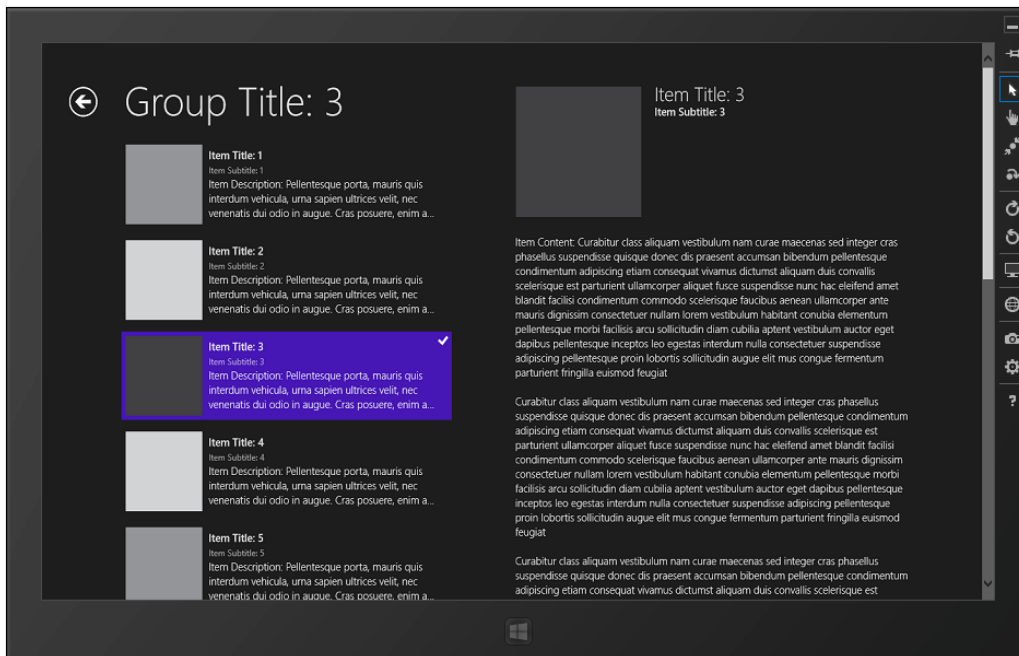 Group Title: 3
Item Title: 1
Item Subtitle: 1
Item Description: Pellentesque porta, mauris quis
interdum vehicula, urna sapien ultrices velit, nec
venenatis dui odio in augue. Cras posuere, enim a...
Item Title: 2
Item Subtitle: 2
Item Description: Pellentesque porta, mauris quis
interdum vehicula, urna sapien ultrices velit, nec
venenatis dui odio in augue. Cras posuere, enim a...
Item Title: 3
Item Subtitle: 3
Item Description: Pellentesque porta, mauris quis
interdum vehicula, urna sapien ultrices velit, nec
venenatis dui odio in augue. Cras posuere, enim a...
Item Title: 4
Item Subtitle: 4
Item Description: Pellentesque porta, mauris quis
interdum vehicula, urna sapien ultrices velit, nec
venenatis dui odio in augue. Cras posuere, enim a...
Item Title: 5
Item Subtitle: 5
Item Description: Pellentesque porta, mauris quis
interdum vehicula, urna sapien ultrices velit, nec
venenatis dui odio in augue. Cras posuere, enim a...
Item Title: 3
Item Subtitle: 3
Item Content: Curabitur class aliquam vestibulum nam curae maecenas sed integer cras
phasellus suspendisse quisque donec dis praesent accumsan bibendum pellentesque
condimentum adipiscing etiam consequat vivamus dictumst aliquam duis convallis
scelerisque est parturient ullamcorper aliquet fusce suspendisse nunc hac eleifend amet
blandit facilisi condimentum commodo scelerisque faucibus aenean ullamcorper ante
mauris dignissim consectetuer nullam lorem vestibulum habitant conubia elementum
pellentesque morbi facilisis arcu sollicitudin diam cubilia aptent vestibulum auctor eget
dapibus pellentesque inceptos leo egestas interdum nulla consectetuer suspendisse
adipiscing pellentesque proin lobortis sollicitudin augue elit mus congue fermentum
parturient fringilla euismod feugiat
Curabitur class aliquam vestibulum nam curae maecenas sed integer cras phasellus
suspendisse quisque donec dis praesent accumsan bibendum pellentesque condimentum
adipiscing etiam consequat vivamus dictumst aliquam duis convallis scelerisque est
parturient ullamcorper aliquet fusce suspendisse nunc hac eleifend amet blandit facilisi
condimentum commodo scelerisque faucibus aenean ullamcorper ante mauris dignissim
consectetuer nullam lorem vestibulum habitant conubia elementum pellentesque morbi
facilisis arcu sollicitudin diam cubilia aptent vestibulum auctor eget dapibus pellentesque
inceptos leo egestas interdum nulla consectetuer suspendisse adipiscing pellentesque
proin lobortis sollicitudin augue elit mus congue fermentum parturient fringilla euismod
feugiat
Curabitur class aliquam vestibulum nam curae maecenas sed integer cras phasellus
suspendisse quisque donec dis praesent accumsan bibendum pellentesque condimentum
adipiscing etiam consequat vivamus dictumst aliquam duis convallis scelerisque est
?